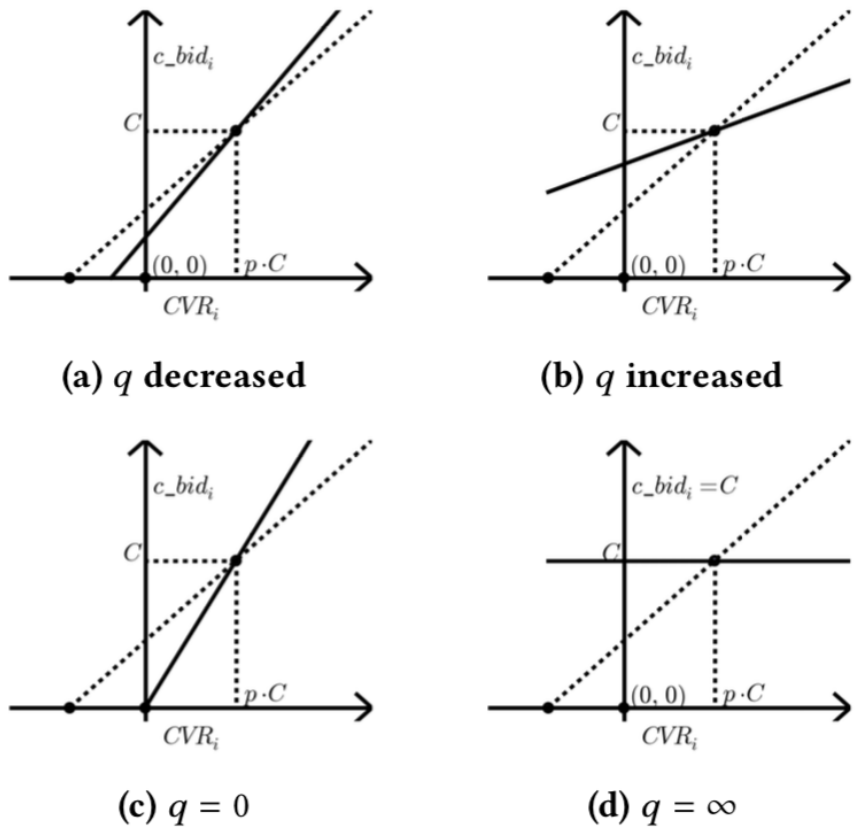 c_bid_i
C
(0, 0)
p·C
CVR_i
(a) q decreased
c_bid_i
C
(0, 0)
p·C
CVR_i
(b) q increased
c_bid_i
C
p·C
CVR_i
(c) q = 0
c_bid_i = C
C
(0, 0)
p·C
CVR_i
(d) q = ∞